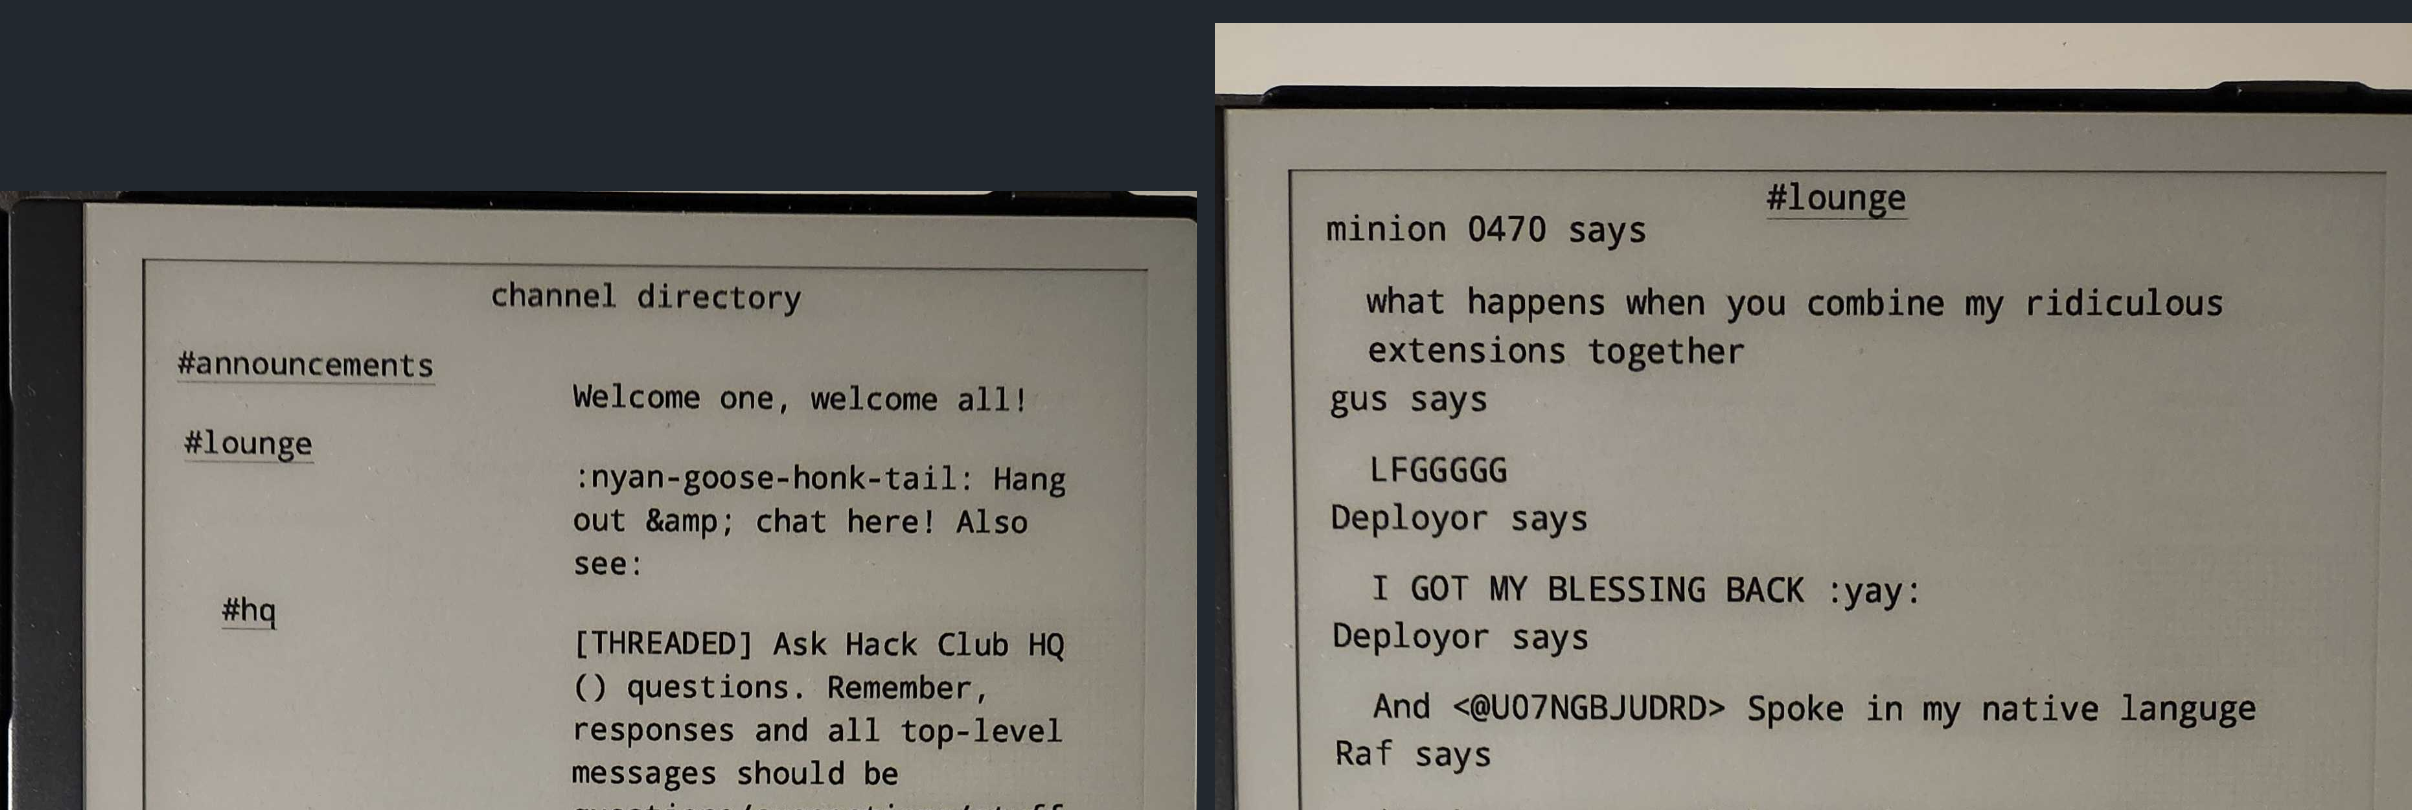 channel directory
#announcements
Welcome one, welcome all!
#lounge
:nyan-goose-honk-tail: Hang
out &amp; chat here! Also
see:
#hq
[THREADED] Ask Hack Club HQ
() questions. Remember,
responses and all top-level
messages should be
#lounge
minion 0470 says
what happens when you combine my ridiculous
extensions together
gus says
LFGGGGG
Deployor says
I GOT MY BLESSING BACK :yay:
Deployor says
And <@U07NGBJUDRD> Spoke in my native languge
Raf says